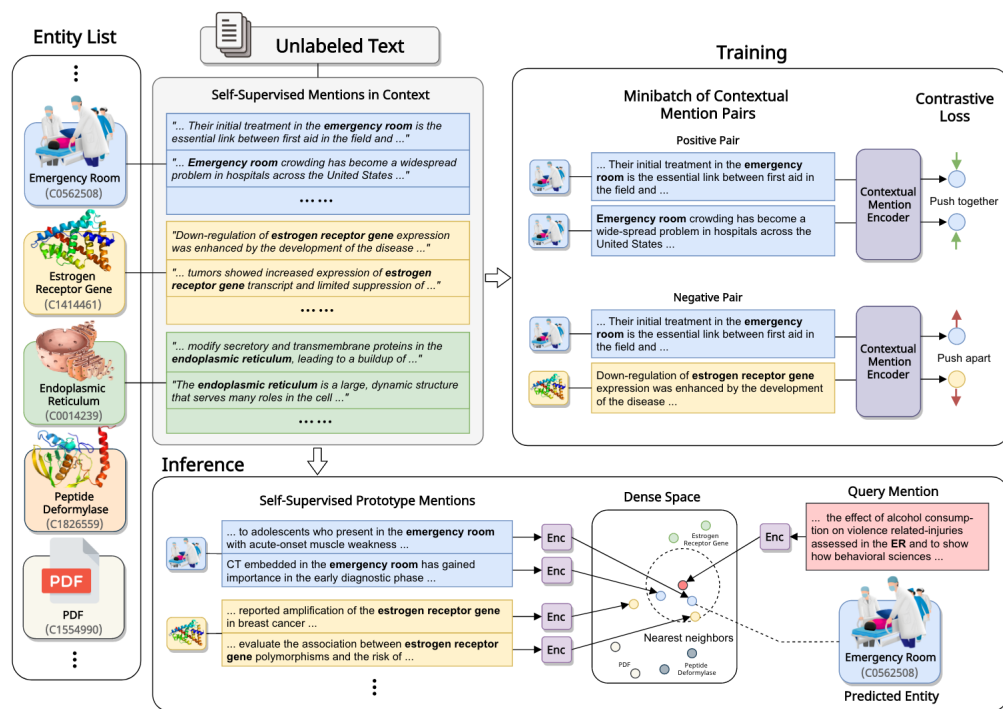 Entity List
Unlabeled Text
Training
Self-Supervised Mentions in Context
Emergency Room
(C0562508)
Estrogen
Receptor Gene
(C1414461)
Endoplasmic
Reticulum
(C0014239)
Peptide
Deformylase
(C1826559)
PDF
PDF
(C1554990)
"... Their initial treatment in the emergency room is the
essential link between first aid in the field and ..."
"... Emergency room crowding has become a widespread
problem in hospitals across the United States ..."
... ...
"Down-regulation of estrogen receptor gene expression
was enhanced by the development of the disease ..."
"... tumors showed increased expression of estrogen
receptor gene transcript and limited suppression of ..."
... ...
"... modify secretory and transmembrane proteins in the
endoplasmic reticulum, leading to a buildup of ..."
"The endoplasmic reticulum is a large, dynamic structure
that serves many roles in the cell ..."
... ...
Minibatch of Contextual
Mention Pairs
Contrastive
Loss
Positive Pair
... Their initial treatment in the emergency
room is the essential link between first aid in
the field and ...
Emergency room crowding has become a
wide-spread problem in hospitals across the
United States ...
Contextual
Mention
Encoder
Push together
Negative Pair
... Their initial treatment in the emergency
room is the essential link between first aid in
the field and ...
Down-regulation of estrogen receptor gene
expression was enhanced by the development
of the disease ...
Contextual
Mention
Encoder
Push apart
Inference
Self-Supervised Prototype Mentions
... to adolescents who present in the emergency room
with acute-onset muscle weakness ...
CT embedded in the emergency room has gained
importance in the early diagnostic phase ...
... reported amplification of the estrogen receptor gene
in breast cancer ...
... evaluate the association between estrogen receptor
gene polymorphisms and the risk of ...
Enc
Enc
Enc
Enc
Dense Space
Estrogen
Receptor Gene
Nearest neighbors
PDF
Peptide
Deformylase
Query Mention
Enc
... the effect of alcohol consump-
tion on violence related-injuries
assessed in the ER and to show
how behavioral sciences ...
Emergency Room
(C0562508)
Predicted Entity